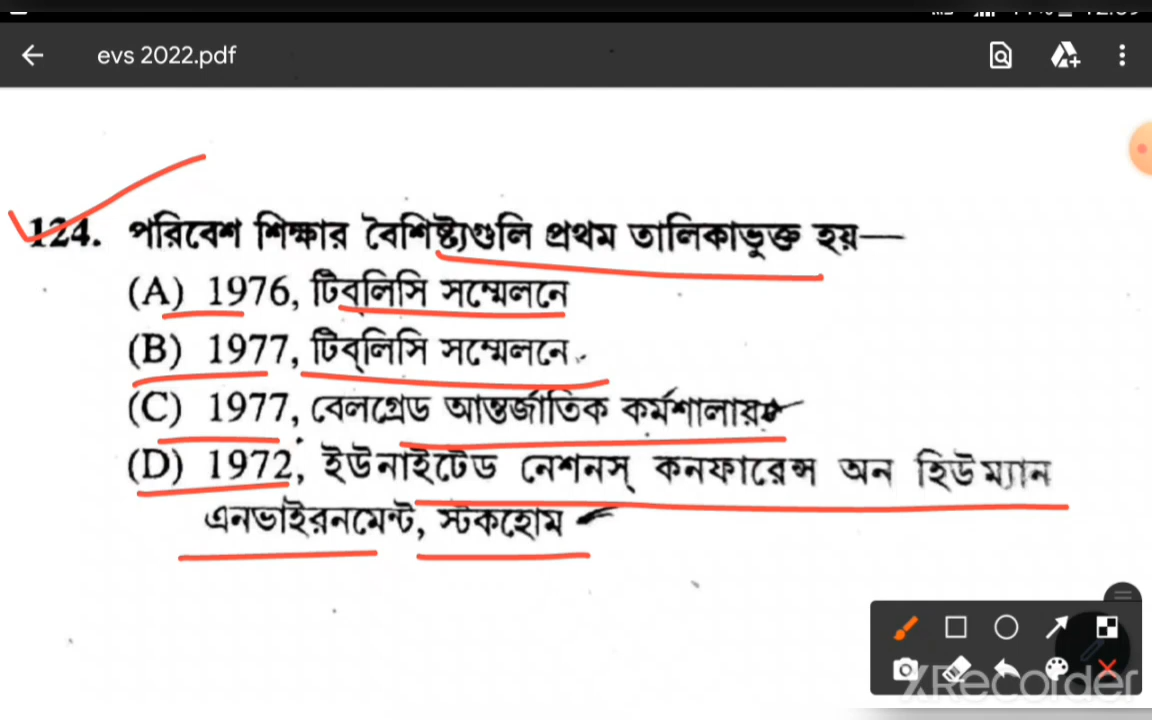 evs 2022.pdf
124. পরিবেশ শিক্ষার বৈশিষ্ট্যগুলি প্রথম তালিকাভুক্ত হয়—
(A) 1976, টিব্‌লিসি সম্মেলনে
(B) 1977, টিব্‌লিসি সম্মেলনে
(C) 1977, বেলগ্রেড আন্তর্জাতিক কর্মশালায়
(D) 1972, ইউনাইটেড নেশনস্ কনফারেন্স অন হিউম্যান
এনভাইরনমেন্ট, স্টকহোম
XRecorder